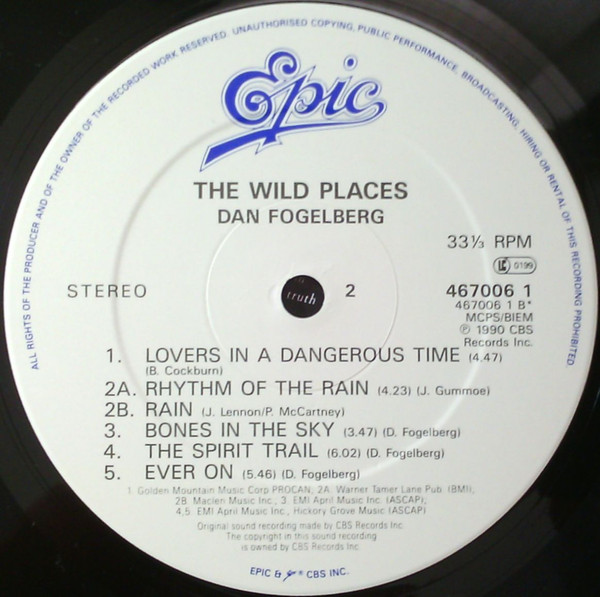 ALL RIGHTS OF THE PRODUCER AND OF THE OWNER OF THE RECORDED WORK RESERVED. UNAUTHORISED COPYING, PUBLIC PERFORMANCE, BROADCASTING, HIRING OR RENTAL OF THIS RECORDING PROHIBITED.
Epic
THE WILD PLACES
DAN FOGELBERG
33⅓ RPM
LC 0199
STEREO
truth
2
467006 1
467006 1 B*
MCPS/BIEM
℗ 1990 CBS
Records Inc.
1. LOVERS IN A DANGEROUS TIME (4.47)
(B. Cockburn)
2A. RHYTHM OF THE RAIN (4.23) (J. Gummoe)
2B. RAIN (J. Lennon/P. McCartney)
3. BONES IN THE SKY (3.47) (D. Fogelberg)
4. THE SPIRIT TRAIL (6.02) (D. Fogelberg)
5. EVER ON (5.46) (D. Fogelberg)
1. Golden Mountain Music Corp PROCAN; 2A. Warner Tamer Lane Pub. (BMI);
2B. Maclen Music Inc.; 3. EMI April Music Inc. (ASCAP);
4,5. EMI April Music Inc., Hickory Grove Music (ASCAP)
Original sound recording made by CBS Records Inc.
The copyright in this sound recording
is owned by CBS Records Inc.
EPIC & ® CBS INC.